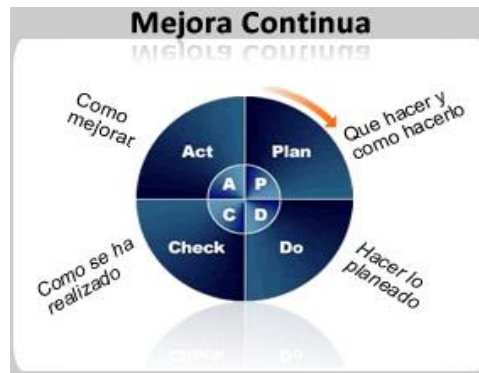 Mejora Continua
Como
mejorar
Que hacer y
como hacerlo
Act
Plan
A
P
C
D
Check
Do
Como se ha
realizado
Hacer lo
planeado